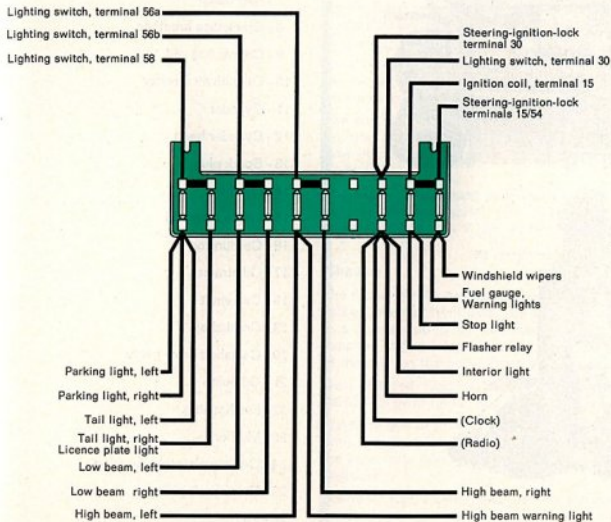 Lighting switch, terminal 56a
Lighting switch, terminal 56b
Lighting switch, terminal 58
Steering-ignition-lock
terminal 30
Lighting switch, terminal 30
Ignition coil, terminal 15
Steering-ignition-lock
terminals 15/54
Windshield wipers
Fuel gauge,
Warning lights
Stop light
Flasher relay
Interior light
Horn
(Clock)
(Radio)
High beam, right
High beam warning light
Parking light, left
Parking light, right
Tail light, left
Tail light, right
Licence plate light
Low beam, left
Low beam right
High beam, left